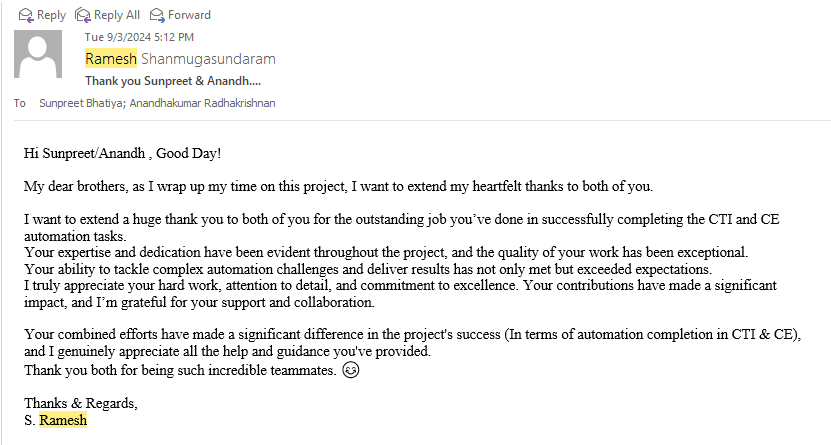 Reply Reply All Forward
Tue 9/3/2024 5:12 PM
Ramesh Shanmugasundaram
Thank you Sunpreet & Anandh....
To Sunpreet Bhatiya; Anandhakumar Radhakrishnan
Hi Sunpreet/Anandh , Good Day!
My dear brothers, as I wrap up my time on this project, I want to extend my heartfelt thanks to both of you.
I want to extend a huge thank you to both of you for the outstanding job you’ve done in successfully completing the CTI and CE
automation tasks.
Your expertise and dedication have been evident throughout the project, and the quality of your work has been exceptional.
Your ability to tackle complex automation challenges and deliver results has not only met but exceeded expectations.
I truly appreciate your hard work, attention to detail, and commitment to excellence. Your contributions have made a significant
impact, and I’m grateful for your support and collaboration.
Your combined efforts have made a significant difference in the project's success (In terms of automation completion in CTI & CE),
and I genuinely appreciate all the help and guidance you've provided.
Thank you both for being such incredible teammates. 😊
Thanks & Regards,
S. Ramesh